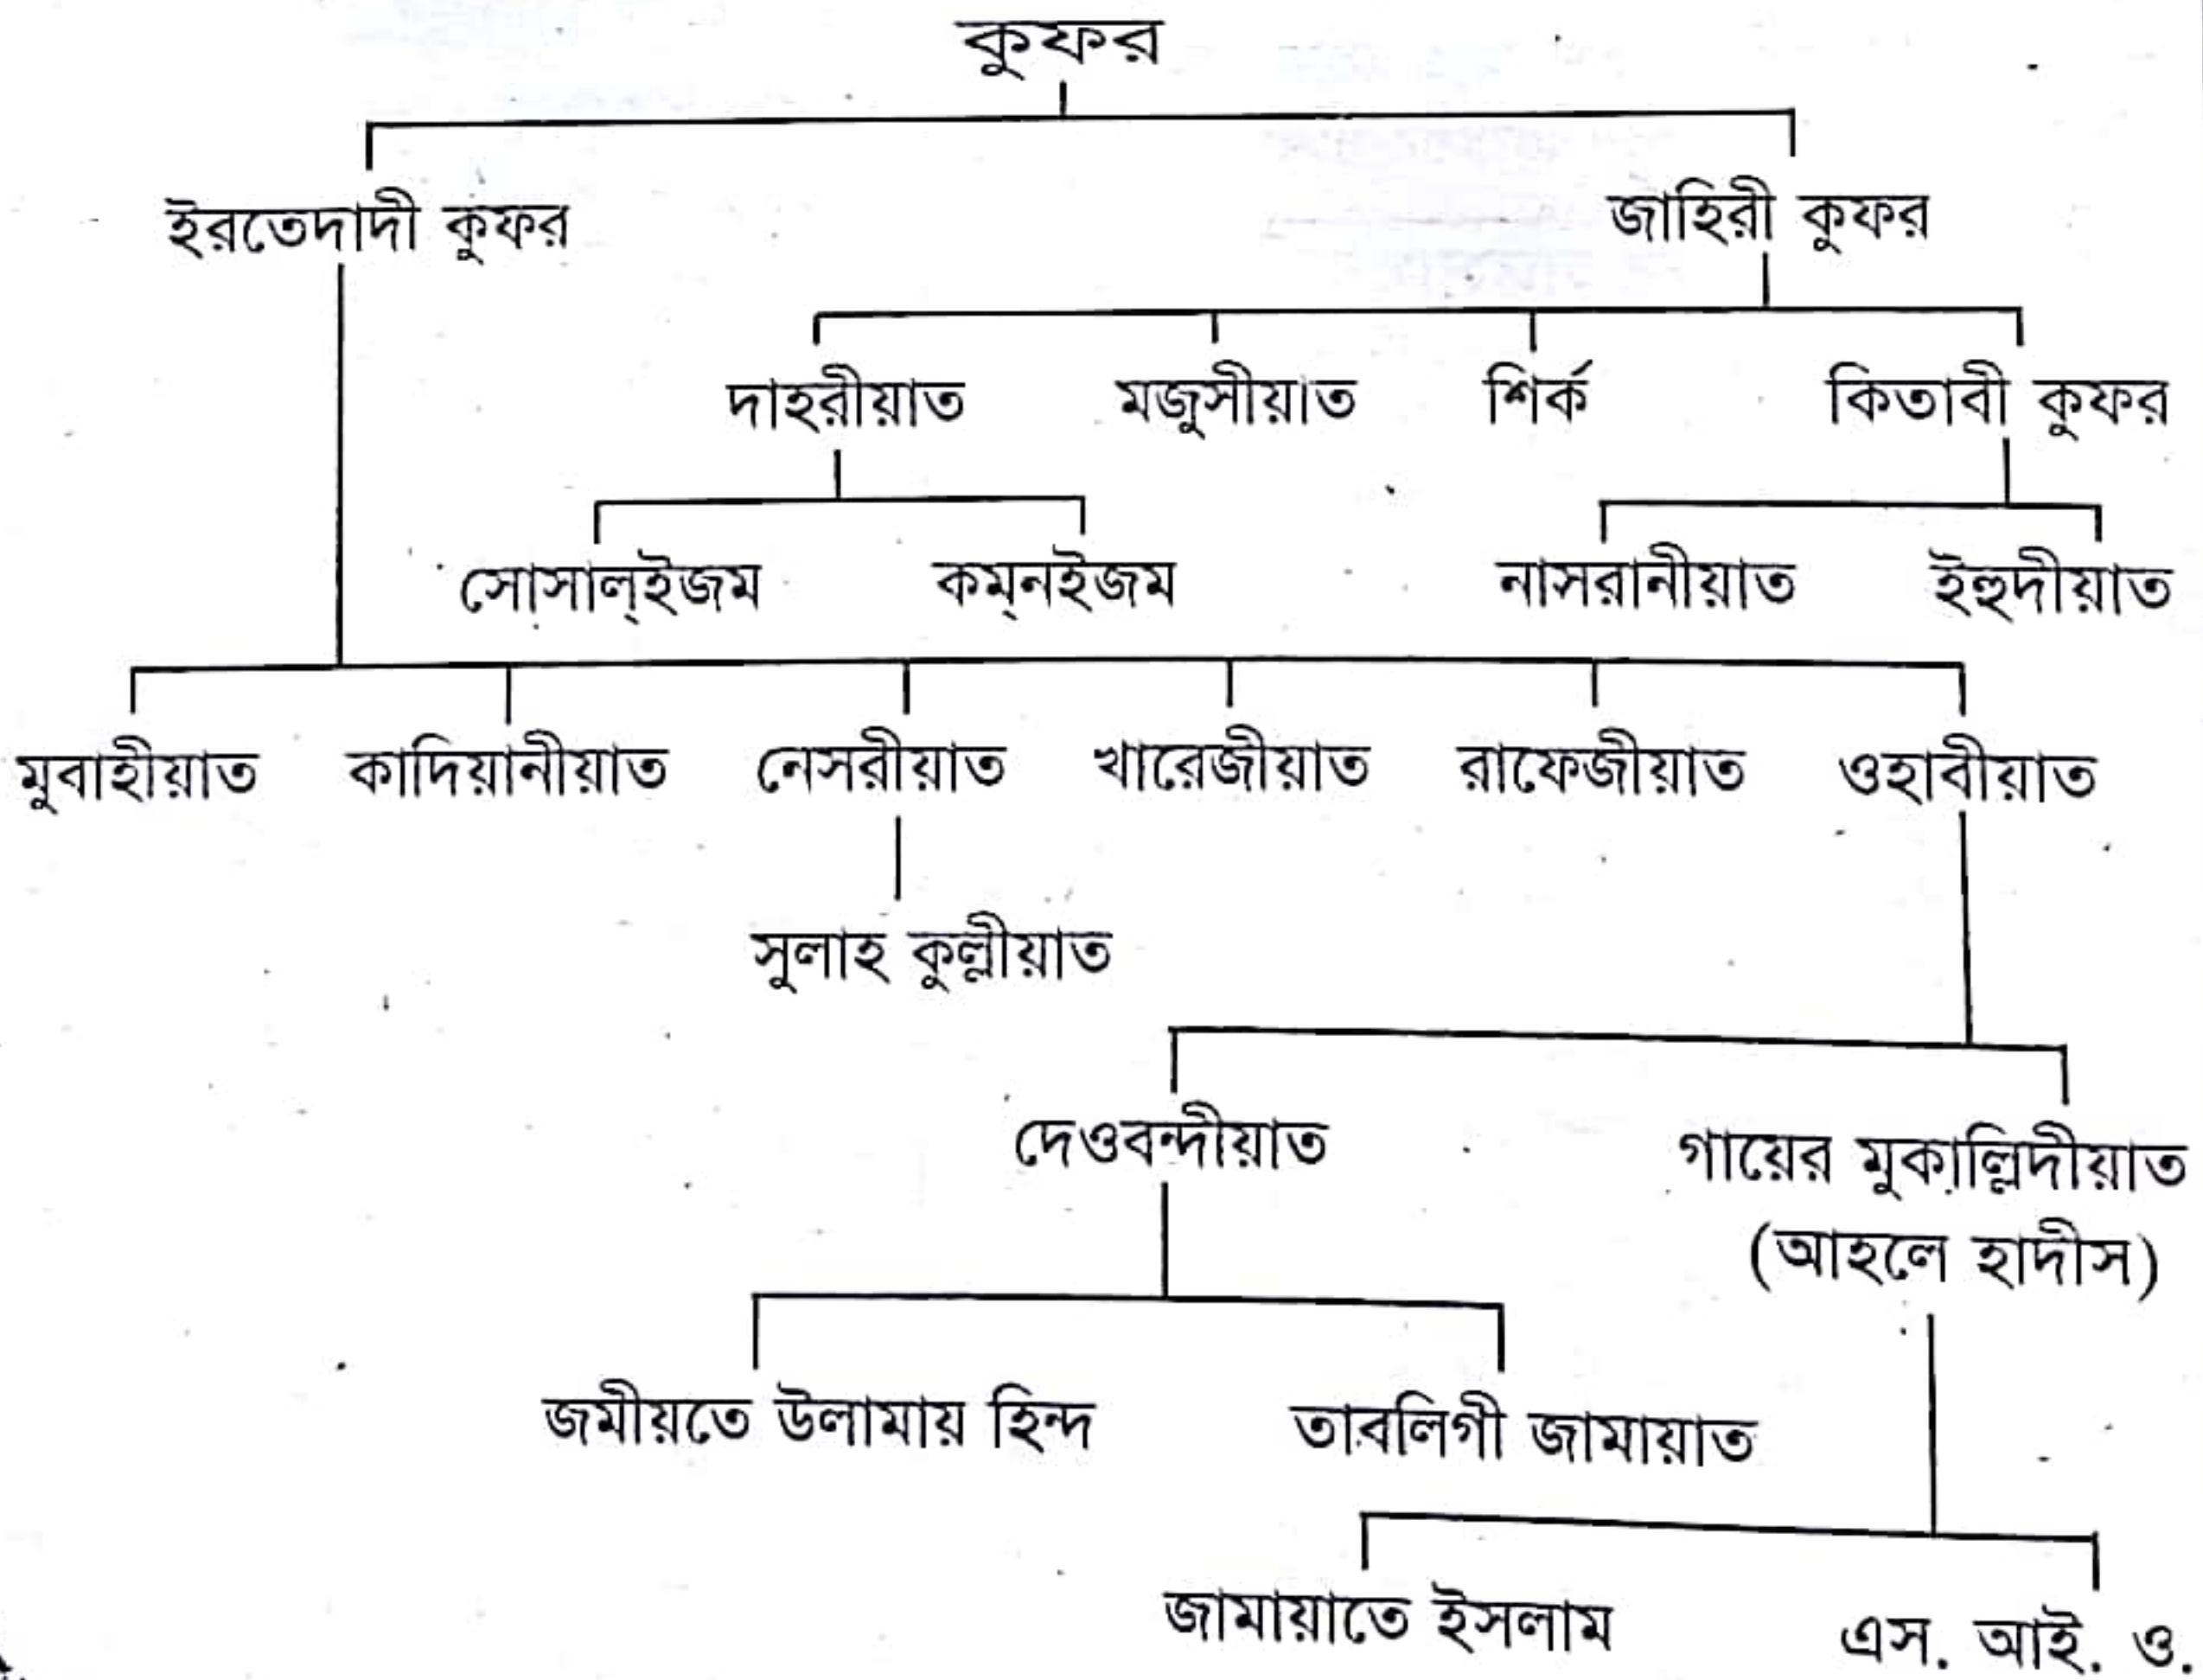 কুফর
ইরতেদাদী কুফর জাহিরী কুফর
দাহরীয়াত মজুসীয়াত শির্ক কিতাবী কুফর
সোসাল্ইজম কম্‌নইজম নাসরানীয়াত ইহুদীয়াত
মুবাহীয়াত কাদিয়ানীয়াত নেসরীয়াত খারেজীয়াত রাফেজীয়াত ওহাবীয়াত
সুলাহ কুল্লীয়াত
দেওবন্দীয়াত গায়ের মুকাল্লিদীয়াত
(আহলে হাদীস)
জমীয়তে উলামায় হিন্দ তাবলিগী জামায়াত
জামায়াতে ইসলাম এস. আই. ও.